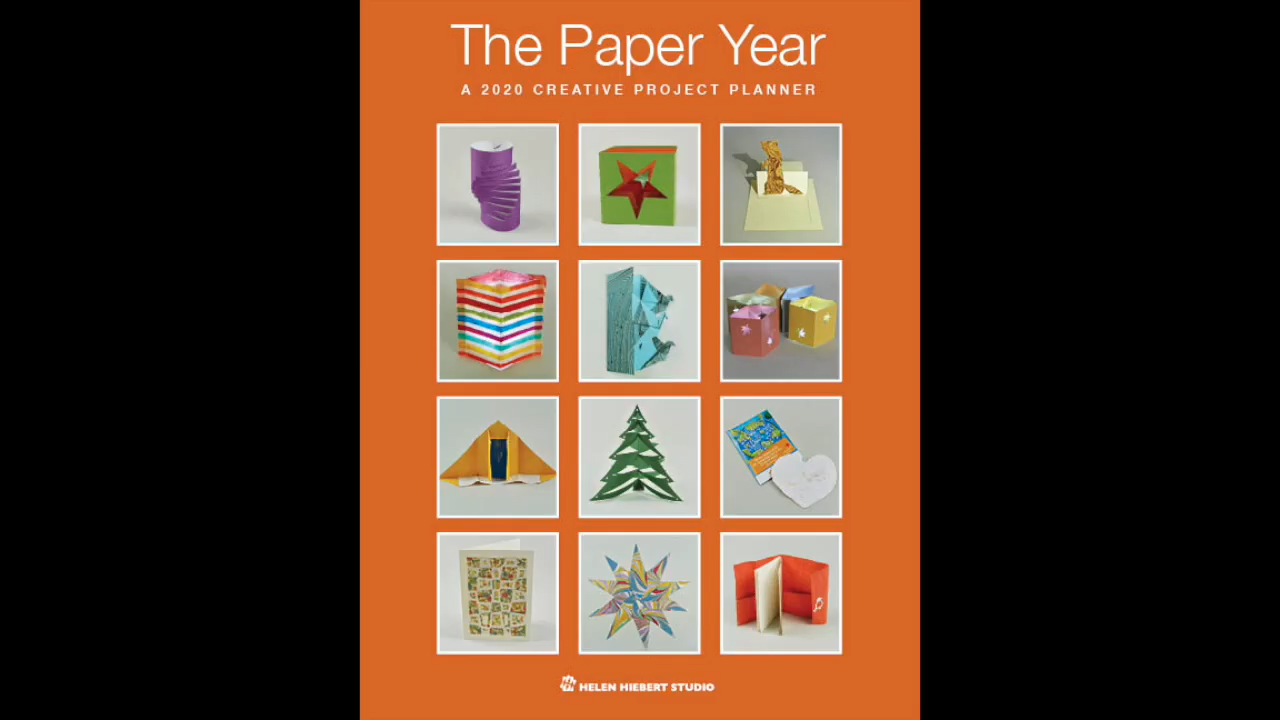 The Paper Year
A 2020 CREATIVE PROJECT PLANNER
HELEN HIEBERT STUDIO